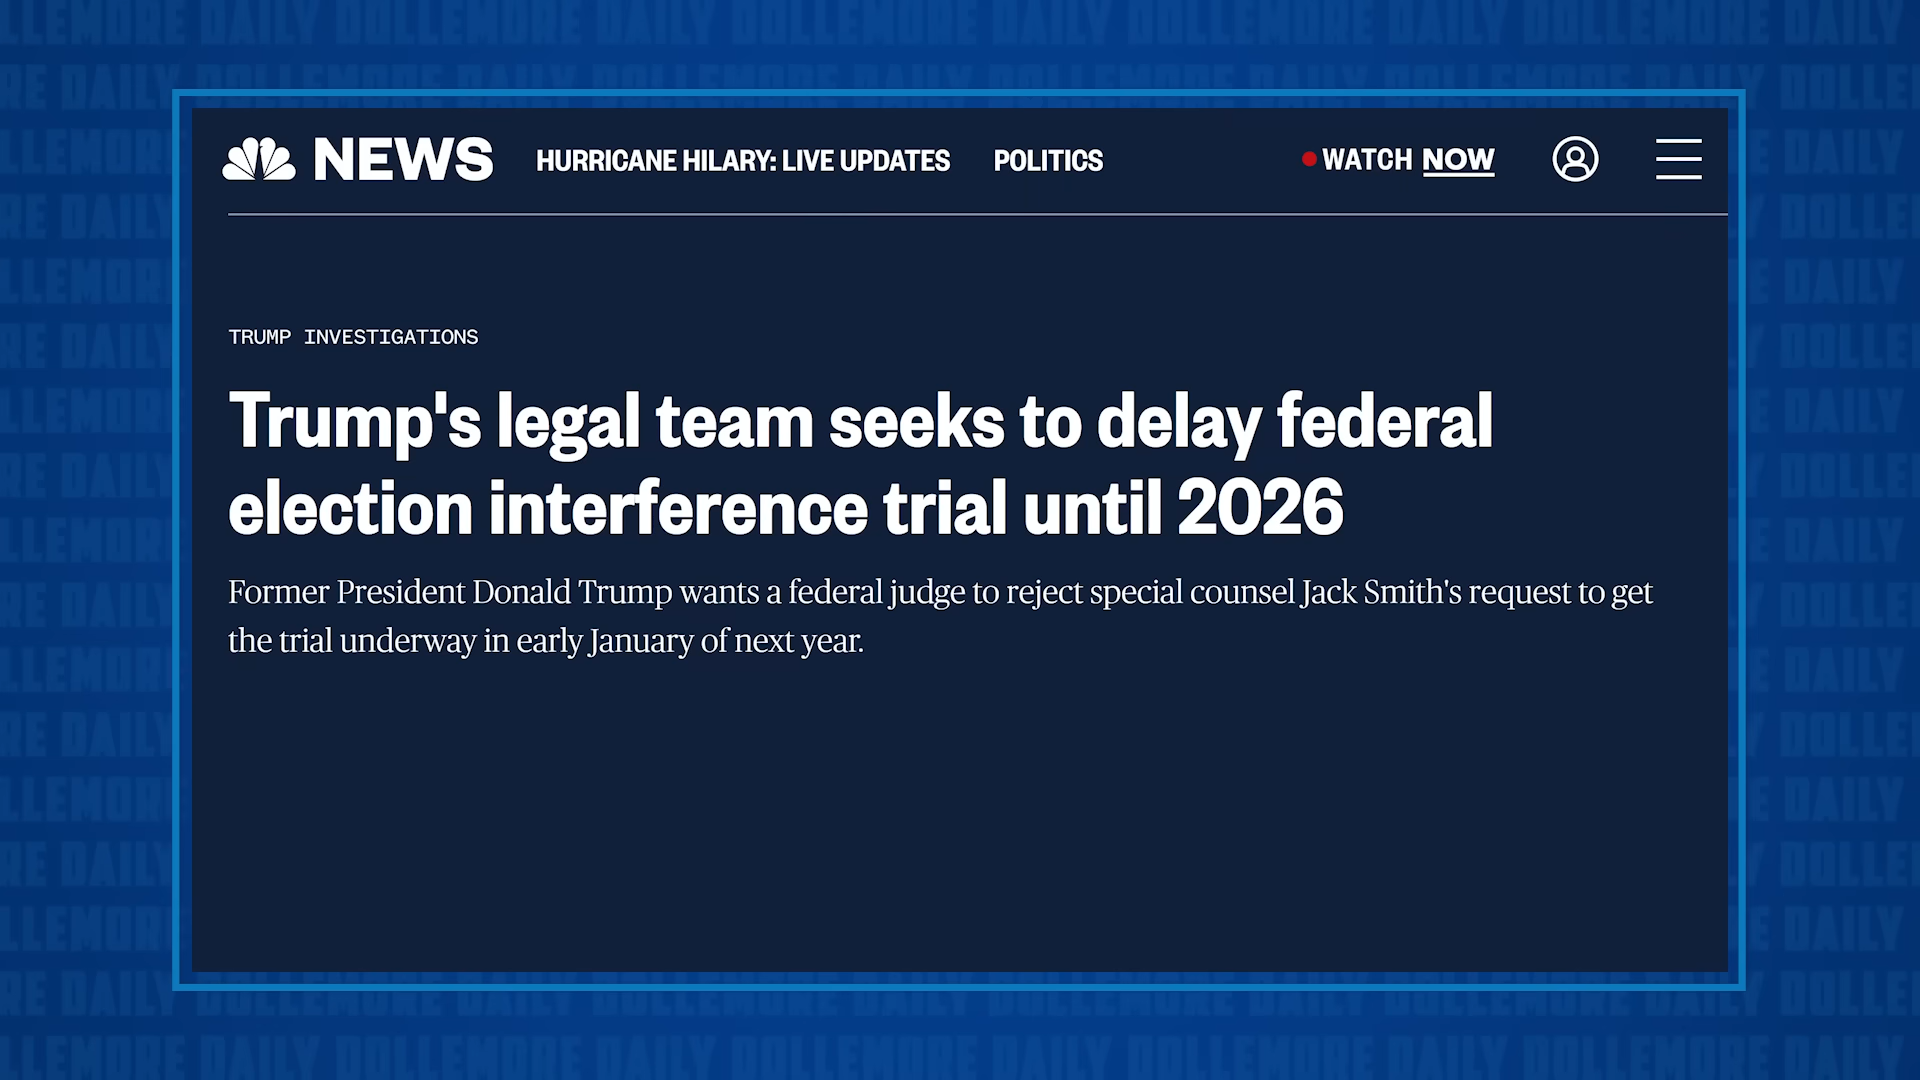 NEWS HURRICANE HILARY: LIVE UPDATES POLITICS WATCH NOW
TRUMP INVESTIGATIONS
Trump's legal team seeks to delay federal
election interference trial until 2026
Former President Donald Trump wants a federal judge to reject special counsel Jack Smith's request to get
the trial underway in early January of next year.